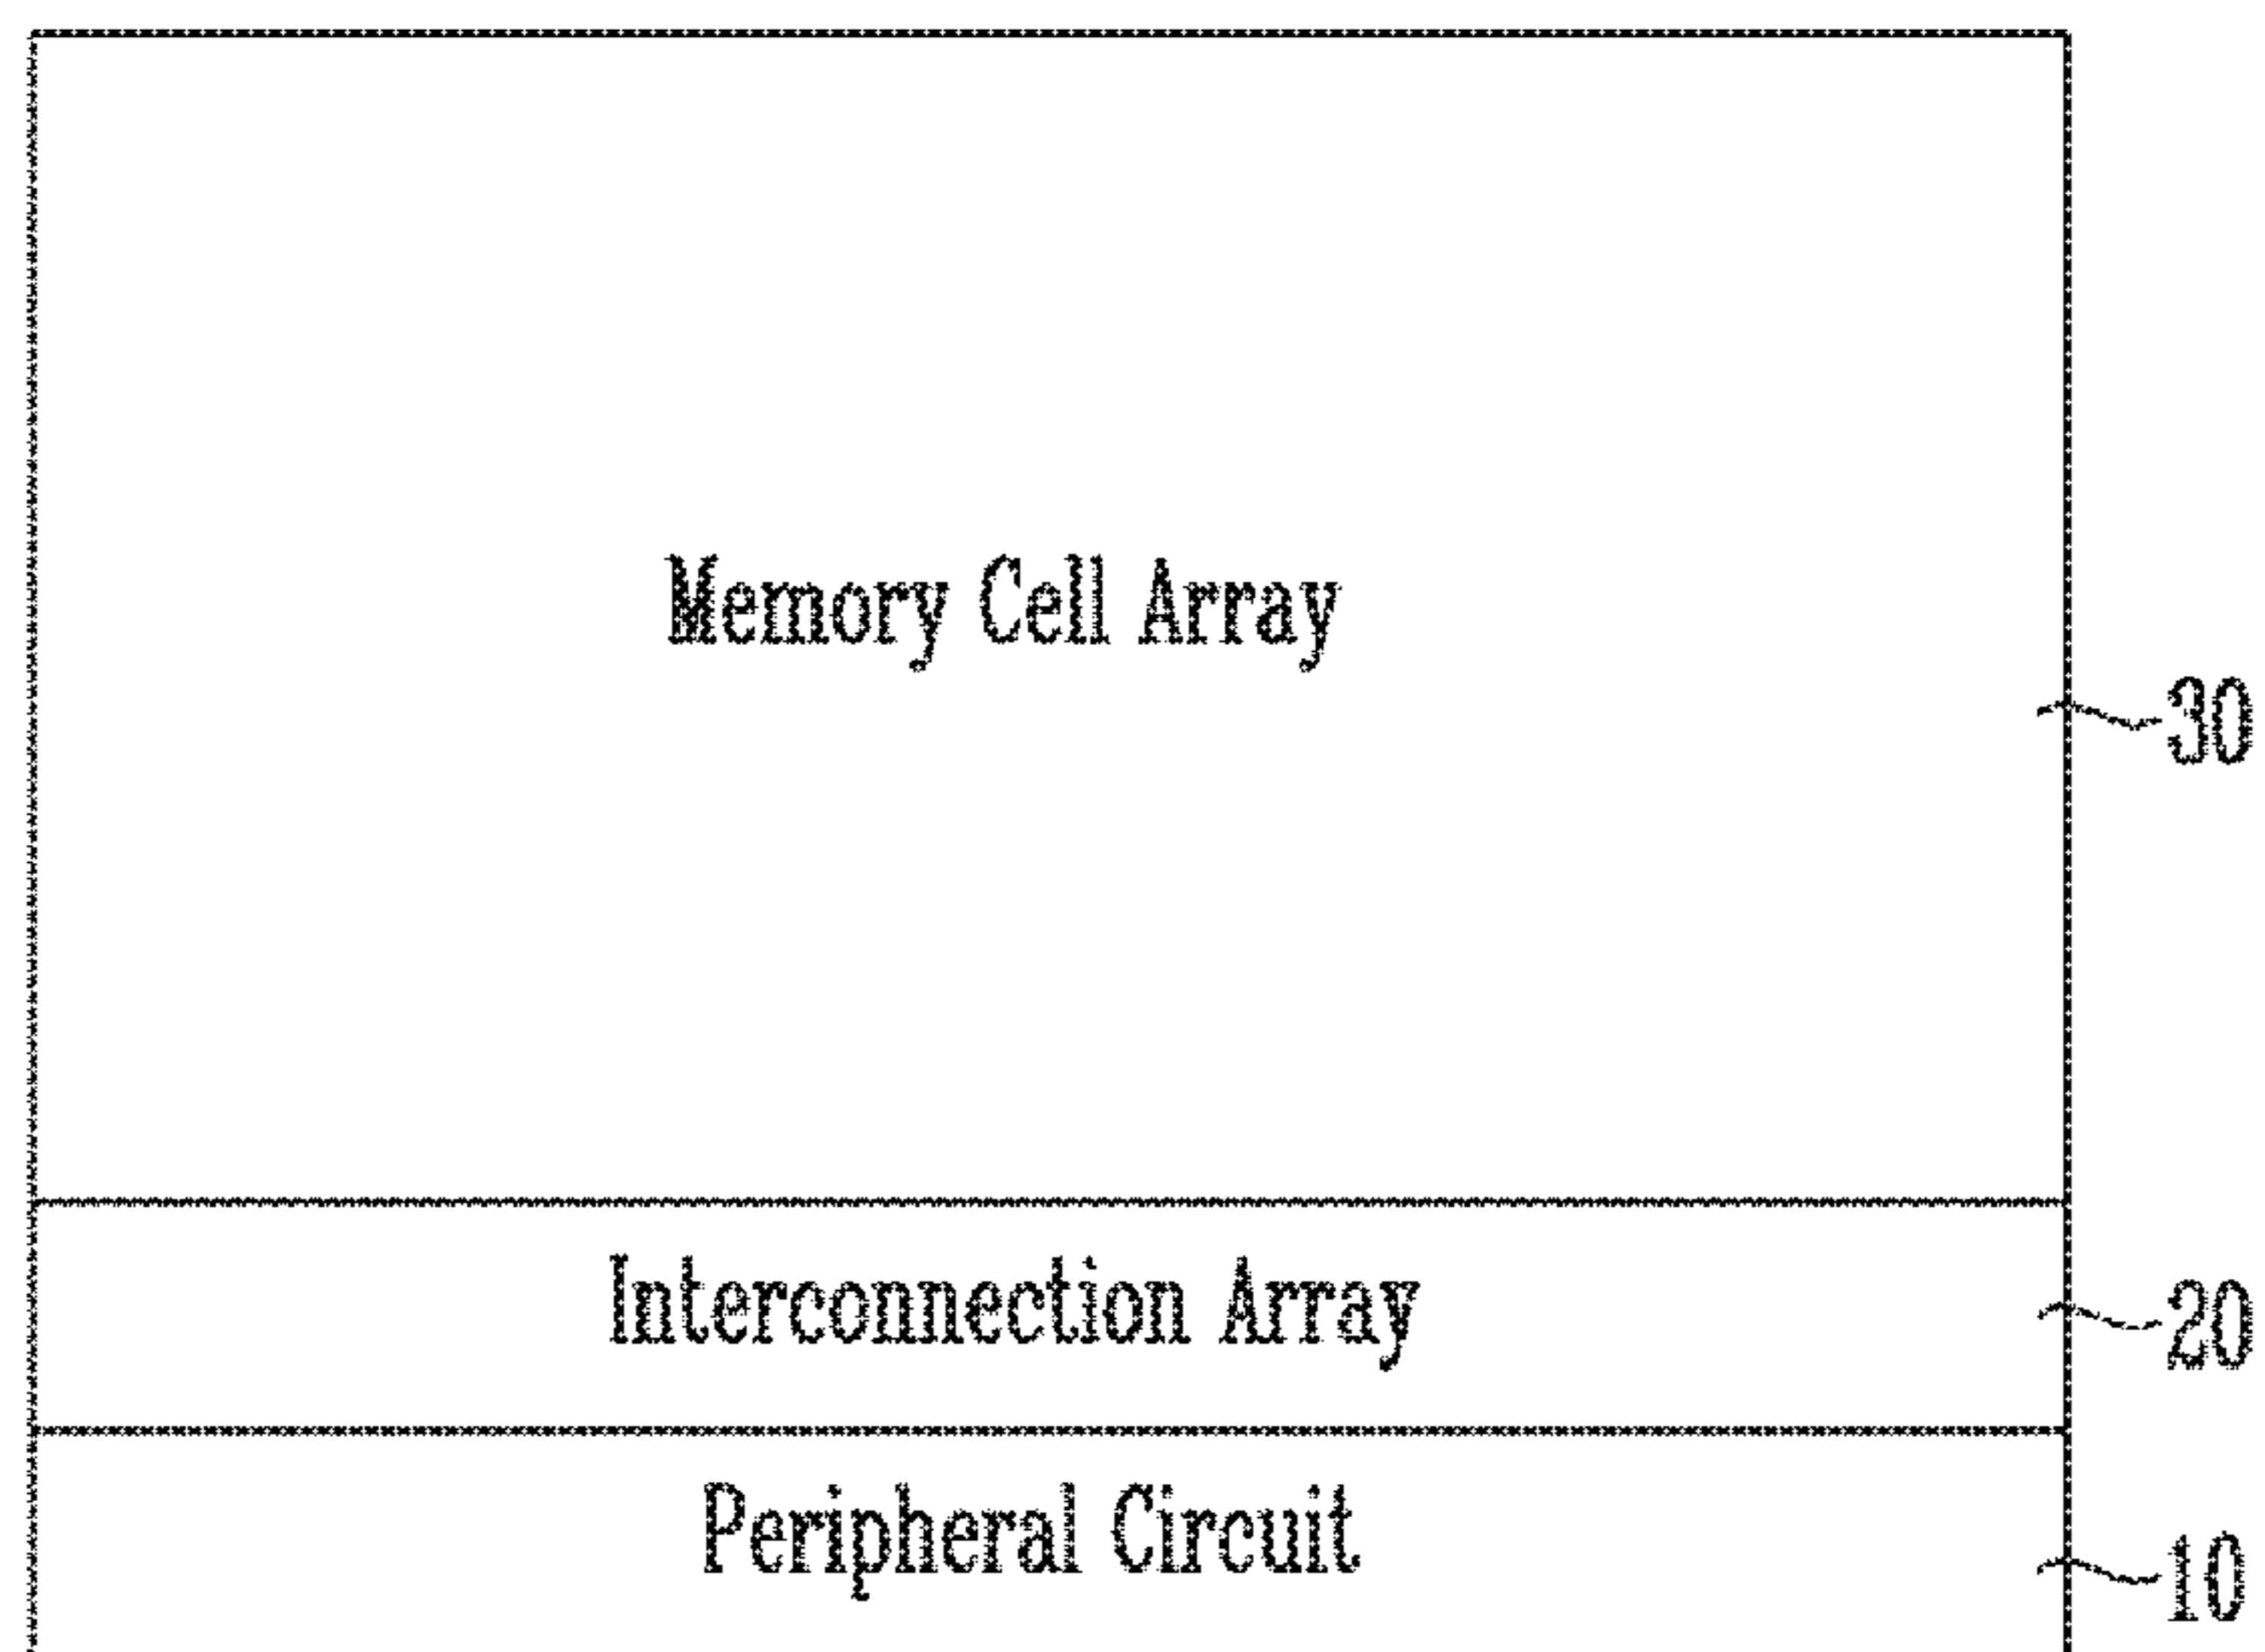 Memory Cell Array
30
Interconnection Array
20
Peripheral Circuit
10